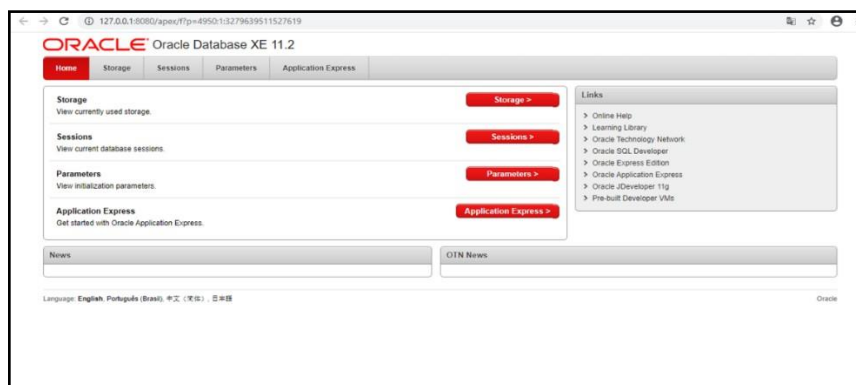 127.0.0.1:8080/apex/f?p=4950:1:3279639511527619
ORACLE Oracle Database XE 11.2
Home Storage Sessions Parameters Application Express
Storage
View currently used storage.
Storage >
Sessions
View current database sessions.
Sessions >
Parameters
View initialization parameters.
Parameters >
Application Express
Get started with Oracle Application Express.
Application Express >
Links
> Online Help
> Learning Library
> Oracle Technology Network
> Oracle SQL Developer
> Oracle Express Edition
> Oracle Application Express
> Oracle JDeveloper 11g
> Pre-built Developer VMs
News
OTN News
Language: English, Português (Brasil), 中文 (简体) , 日本語
Oracle